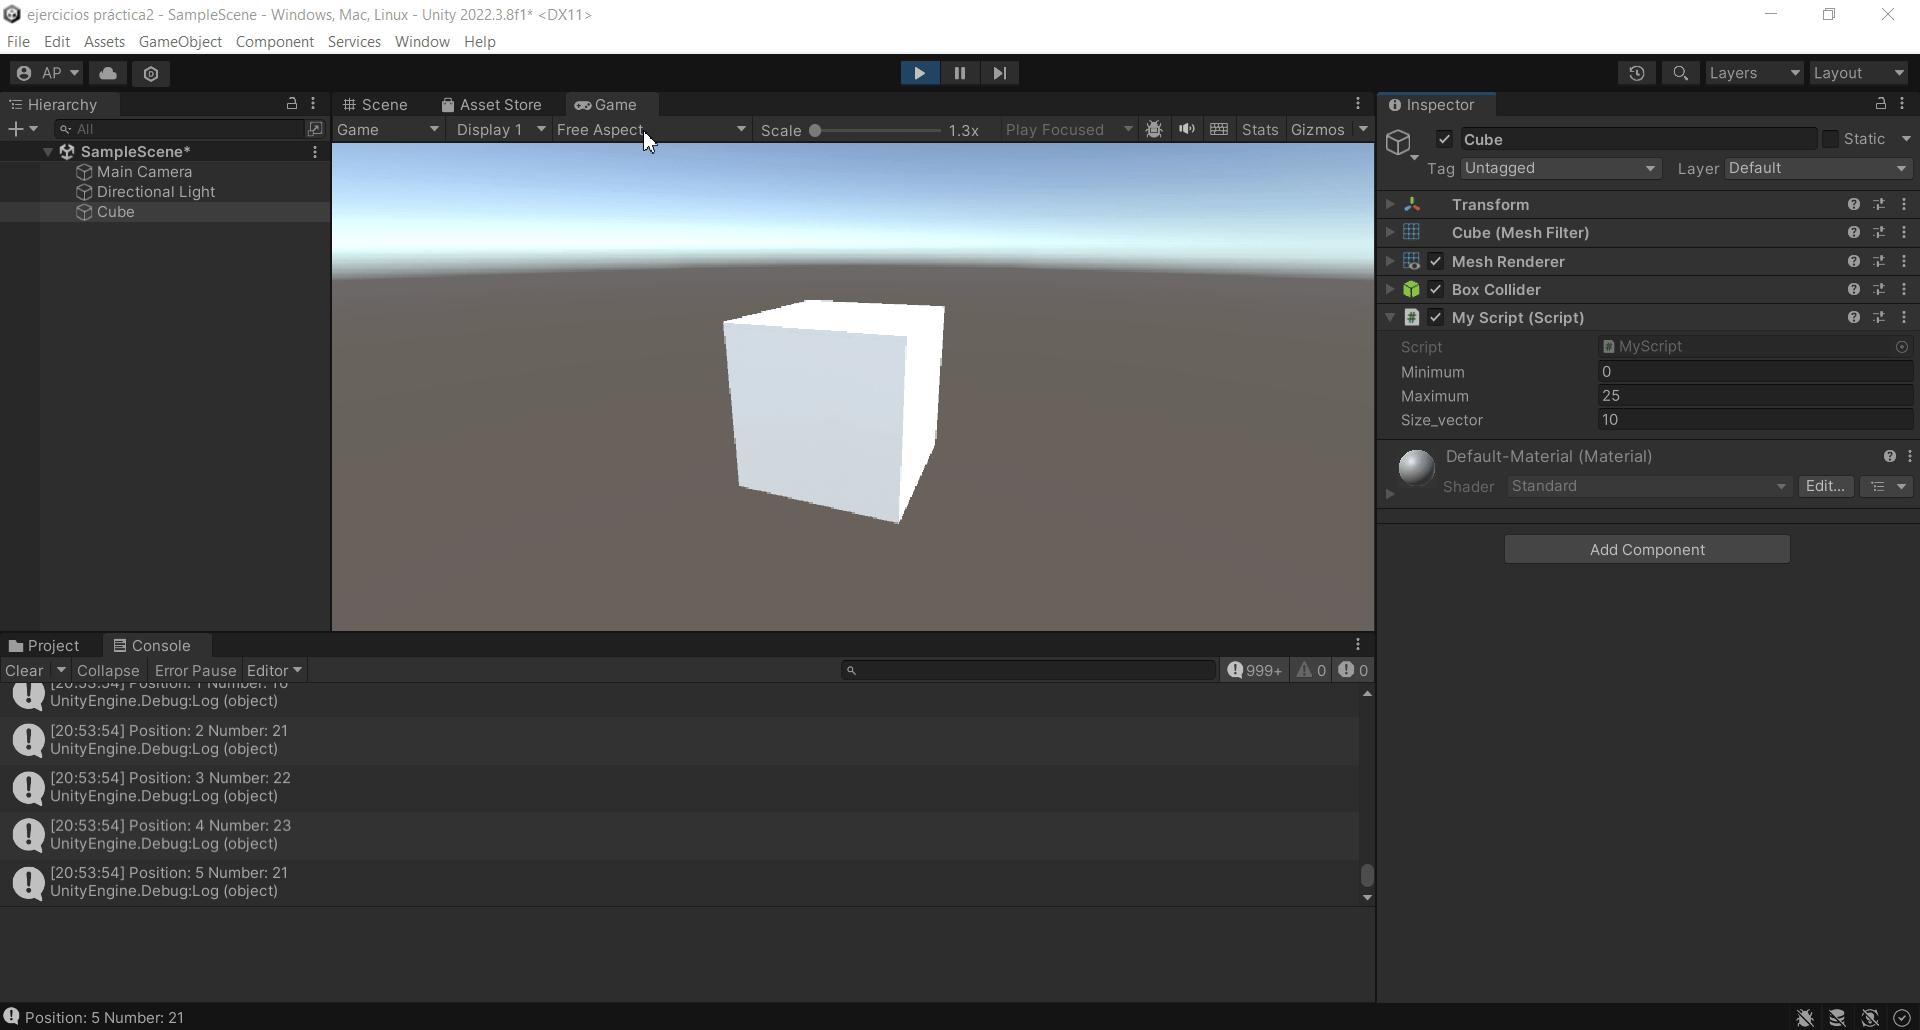 ejercicios práctica2 - SampleScene - Windows, Mac, Linux - Unity 2022.3.8f1* <DX11>
File Edit Assets GameObject Component Services Window Help
AP
Layers Layout
Hierarchy
All
SampleScene*
Main Camera
Directional Light
Cube
Scene Asset Store Game
Game Display 1 Free Aspect Scale 1.3x Play Focused Stats Gizmos
Inspector
Cube Static
Tag Untagged Layer Default
Transform
Cube (Mesh Filter)
Mesh Renderer
Box Collider
# My Script (Script)
Script # MyScript
Minimum 0
Maximum 25
Size_vector 10
Default-Material (Material)
Shader Standard Edit...
Add Component
Project Console
Clear Collapse Error Pause Editor 999+ 0 0
[20:53:54] Position: 1 Number: 16
UnityEngine.Debug:Log (object)
[20:53:54] Position: 2 Number: 21
UnityEngine.Debug:Log (object)
[20:53:54] Position: 3 Number: 22
UnityEngine.Debug:Log (object)
[20:53:54] Position: 4 Number: 23
UnityEngine.Debug:Log (object)
[20:53:54] Position: 5 Number: 21
UnityEngine.Debug:Log (object)
Position: 5 Number: 21